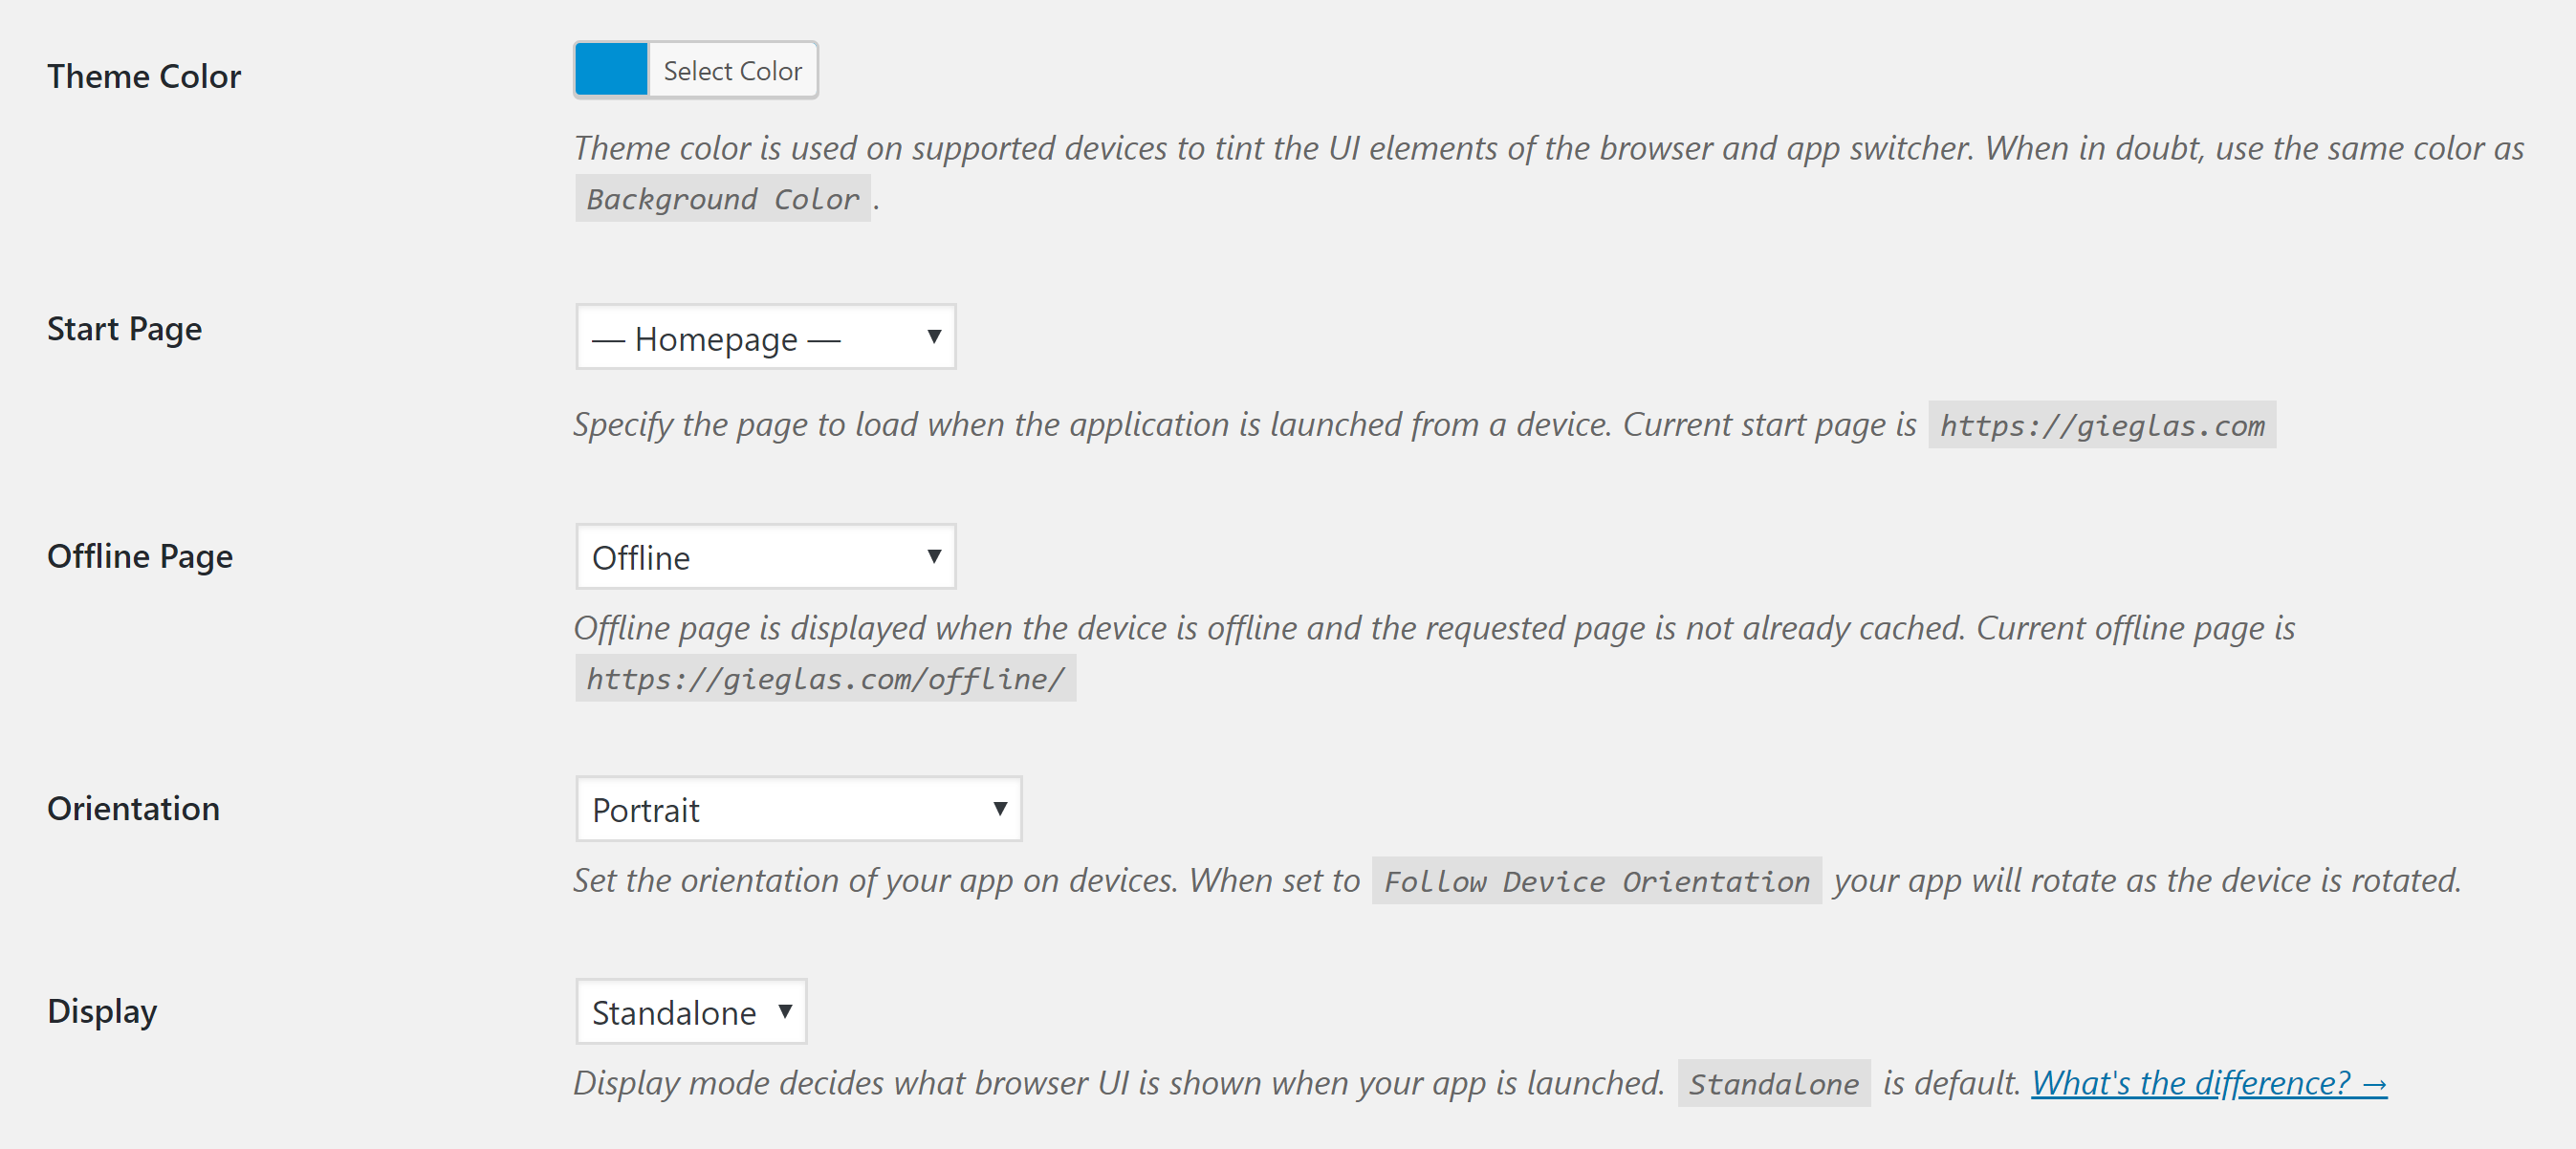 Theme Color
Select Color
Theme color is used on supported devices to tint the UI elements of the browser and app switcher. When in doubt, use the same color as
Background Color.
Start Page
— Homepage —
Specify the page to load when the application is launched from a device. Current start page is https://gieglas.com
Offline Page
Offline
Offline page is displayed when the device is offline and the requested page is not already cached. Current offline page is
https://gieglas.com/offline/
Orientation
Portrait
Set the orientation of your app on devices. When set to Follow Device Orientation your app will rotate as the device is rotated.
Display
Standalone
Display mode decides what browser UI is shown when your app is launched. Standalone is default. What's the difference? →